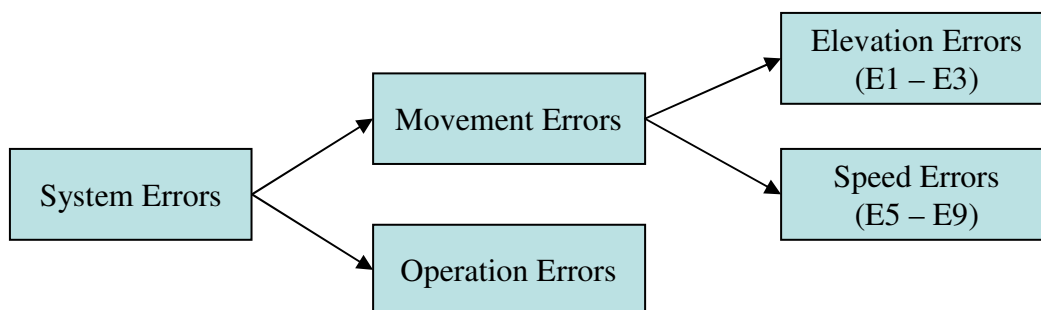 System Errors
Movement Errors
Operation Errors
Elevation Errors
(E1 – E3)
Speed Errors
(E5 – E9)